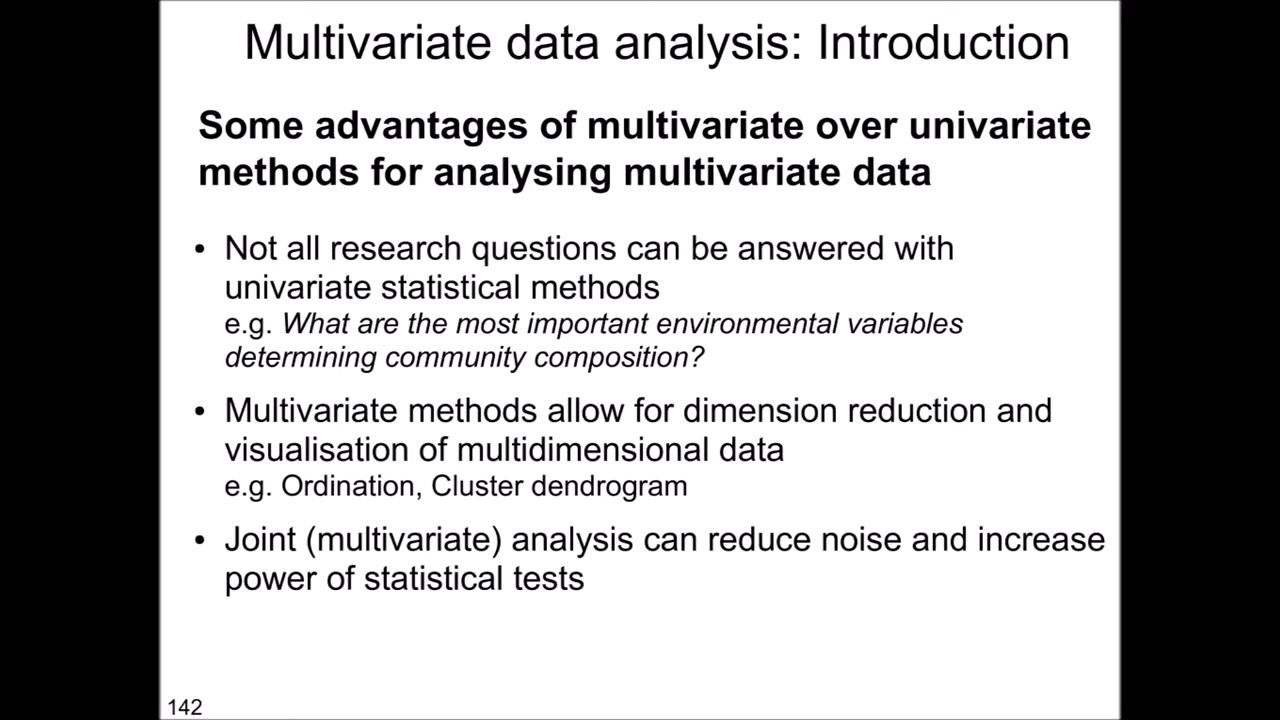 Multivariate data analysis: Introduction
Some advantages of multivariate over univariate
methods for analysing multivariate data
• Not all research questions can be answered with
univariate statistical methods
e.g. What are the most important environmental variables
determining community composition?
• Multivariate methods allow for dimension reduction and
visualisation of multidimensional data
e.g. Ordination, Cluster dendrogram
• Joint (multivariate) analysis can reduce noise and increase
power of statistical tests
142